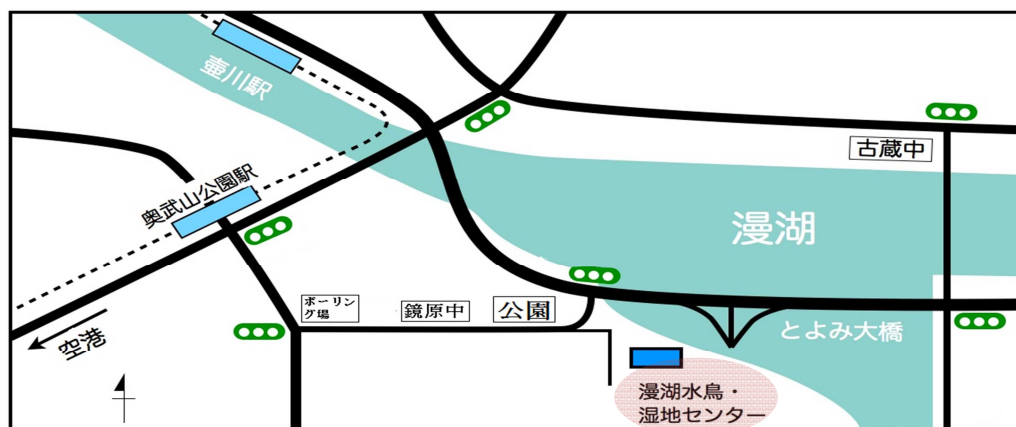 壷川駅
古蔵中
奥武山公園駅
漫湖
ボーリン
グ場
鏡原中
公園
とよみ大橋
空港
漫湖水鳥・
湿地センター